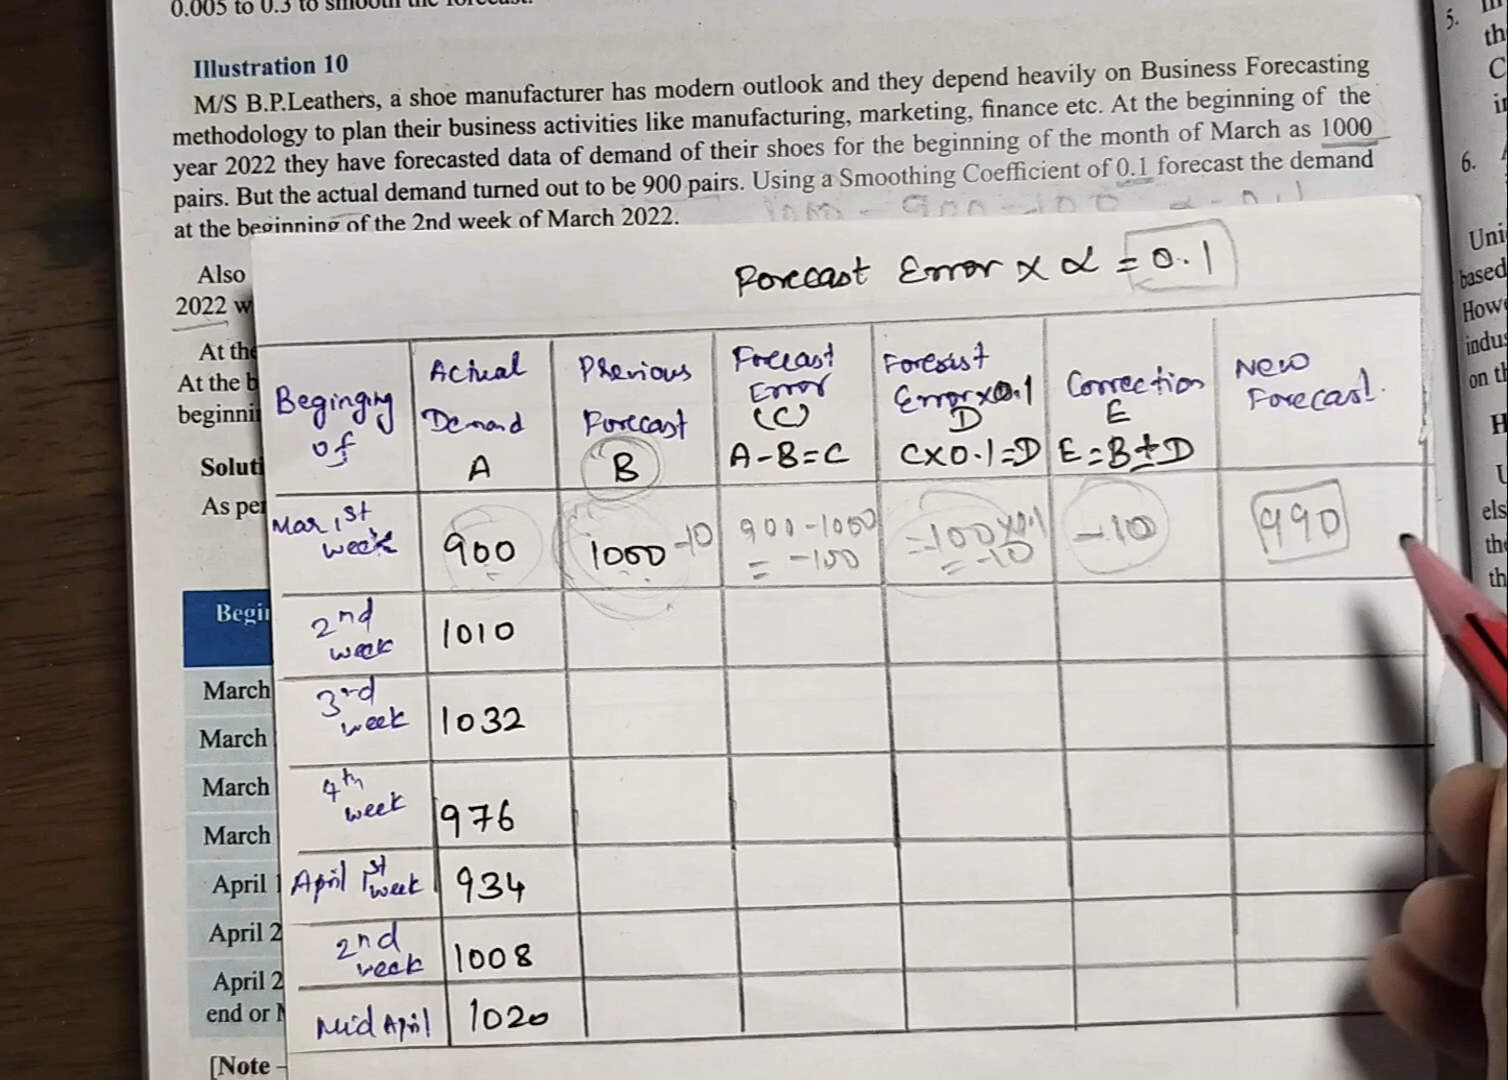 0.005 to 0.3 to smooth the forecast.
Illustration 10
M/S B.P.Leathers, a shoe manufacturer has modern outlook and they depend heavily on Business Forecasting
methodology to plan their business activities like manufacturing, marketing, finance etc. At the beginning of the
year 2022 they have forecasted data of demand of their shoes for the beginning of the month of March as 1000
pairs. But the actual demand turned out to be 900 pairs. Using a Smoothing Coefficient of 0.1 forecast the demand
at the beginning of the 2nd week of March 2022.
Also
2022 w
At the
At the b
beginni
Soluti
As per
Begin
March
March
March
March
April 1
April 2
April 2
end or M
[Note -
Forecast Error x α = 0.1
Begining of
Actual Demand A
Previous Forecast B
Forecast Error (C) A-B=C
Forecast Error x0.1 D Cx0.1=D
Correction E E=B±D
New Forecast.
Mar 1st week 900 1000 -10 900-1000 = -100 =-100x0.1 =-10 -10 990
2nd week 1010
3rd week 1032
4th week 976
April 1st week 934
2nd week 1008
Mid April 1020
5.
th
C
6.
Uni
based
Howe
indus
on th
H
U
els
the
th